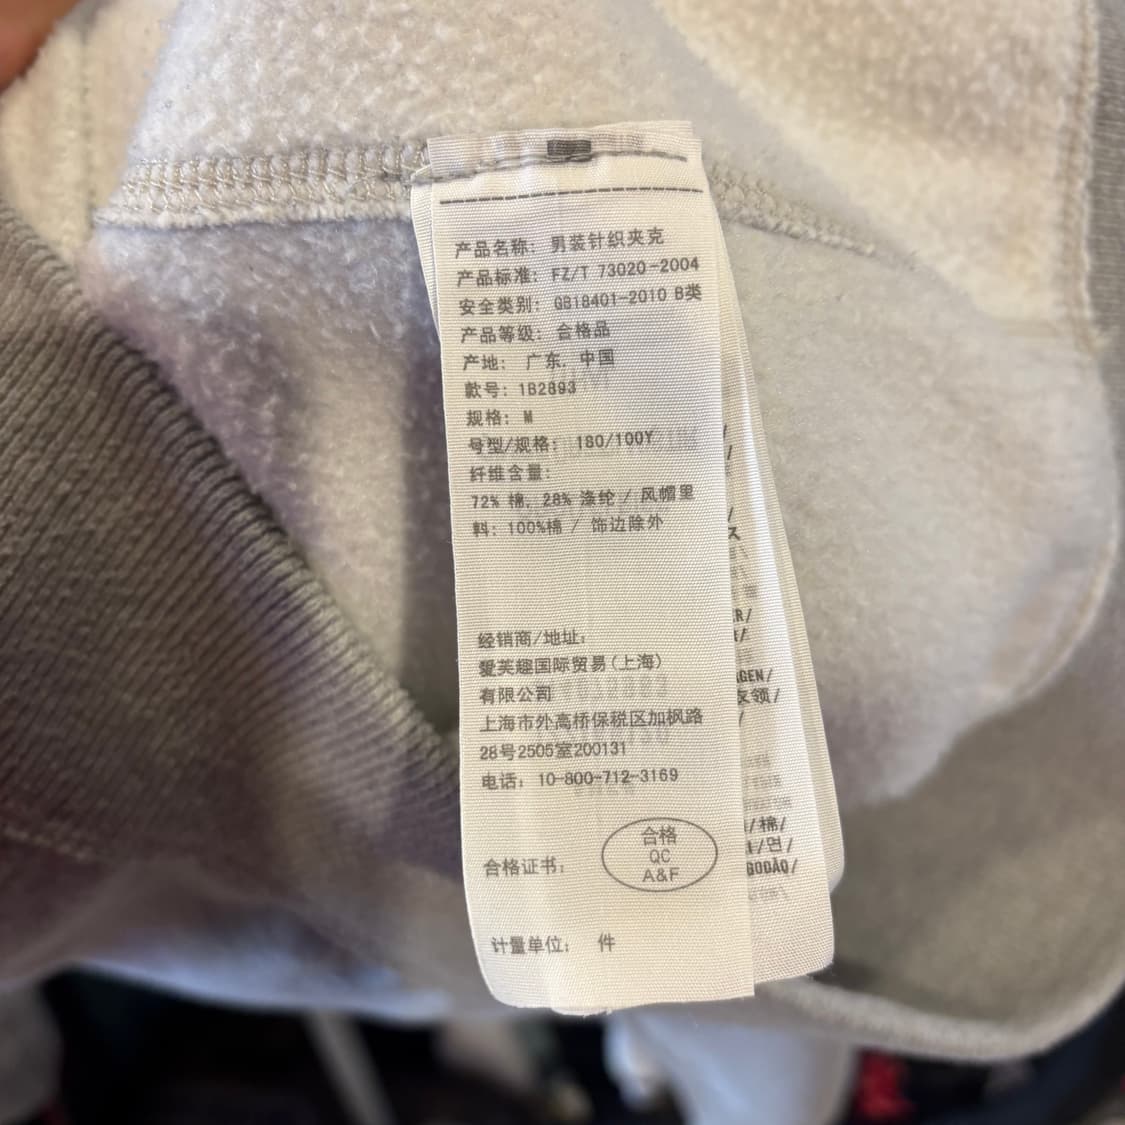 产品名称: 男装针织夹克
产品标准: FZ/T 73020-2004
安全类别: GB18401-2010 B类
产品等级: 合格品
产地: 广东, 中国
款号: 1B2893
规格: M
号型/规格: 180/100Y
纤维含量:
72% 棉, 28% 涤纶 / 风帽里
料: 100%棉 / 饰边除外
经销商/地址:
爱芙趣国际贸易(上海)
有限公司
上海市外高桥保税区加枫路
28号2505室200131
电话: 10-800-712-3169
合格证书:
合格
QC
A&F
计量单位: 件
AGEN/
衣领/
/棉/
/면/
GODÃO/